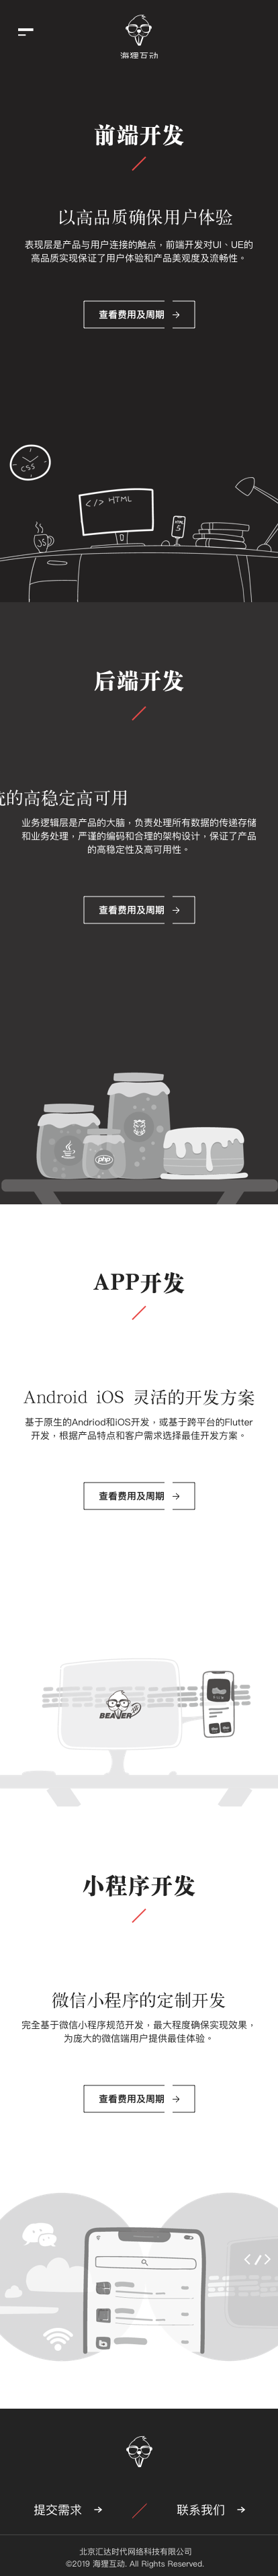 海狸互动
前端开发
以高品质确保用户体验
表现层是产品与用户连接的触点，前端开发对UI、UE的
高品质实现保证了用户体验和产品美观度及流畅性。
查看费用及周期
CSS
</> HTML
HTML
5
JS
后端开发
统的高稳定高可用
业务逻辑层是产品的大脑，负责处理所有数据的传递存储
和业务处理，严谨的编码和合理的架构设计，保证了产品
的高稳定性及高可用性。
查看费用及周期
php
APP开发
Android iOS 灵活的开发方案
基于原生的Andriod和iOS开发，或基于跨平台的Flutter
开发，根据产品特点和客户需求选择最佳开发方案。
查看费用及周期
BEAVER
小程序开发
微信小程序的定制开发
完全基于微信小程序规范开发，最大程度确保实现效果，
为庞大的微信端用户提供最佳体验。
查看费用及周期
</>
提交需求
联系我们
北京汇达时代网络科技有限公司
©2019 海狸互动. All Rights Reserved.